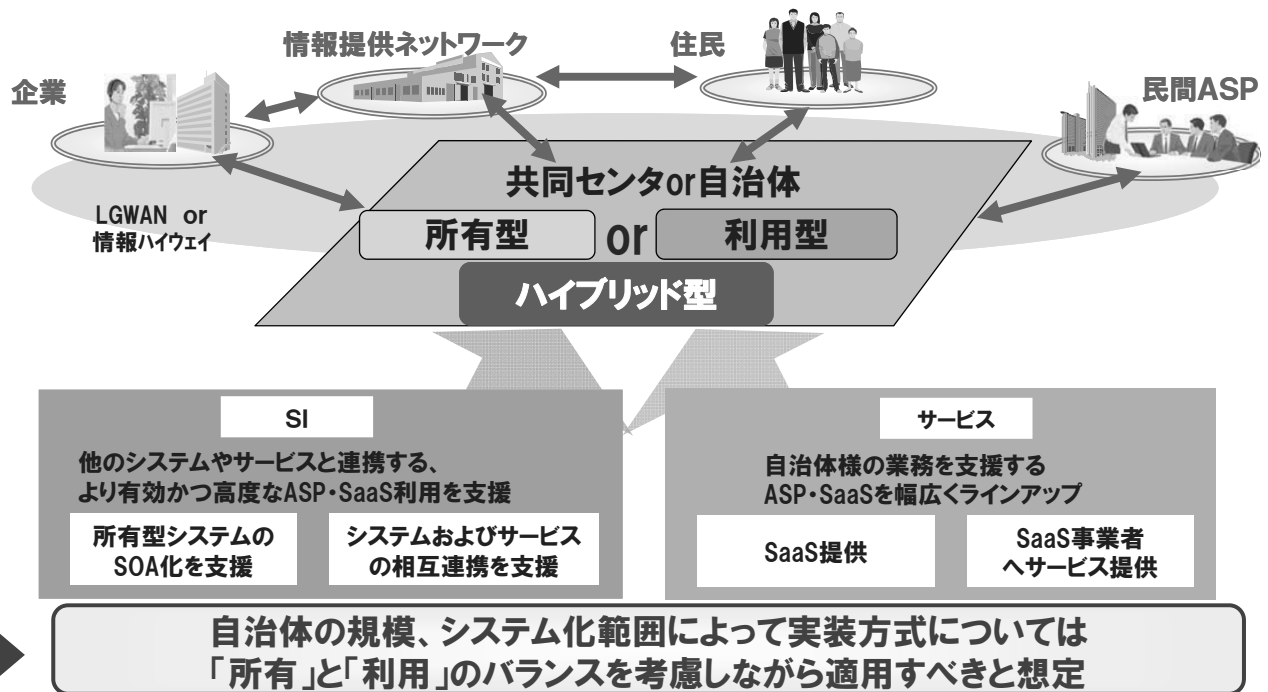 情報提供ネットワーク
住民
企業
民間ASP
共同センタor自治体
LGWAN or
情報ハイウェイ
所有型 or 利用型
ハイブリッド型
SI
他のシステムやサービスと連携する、
より有効かつ高度なASP・SaaS利用を支援
所有型システムの
SOA化を支援
システムおよびサービス
の相互連携を支援
サービス
自治体様の業務を支援する
ASP・SaaSを幅広くラインアップ
SaaS提供
SaaS事業者
へサービス提供
自治体の規模、システム化範囲によって実装方式については
「所有」と「利用」のバランスを考慮しながら適用すべきと想定